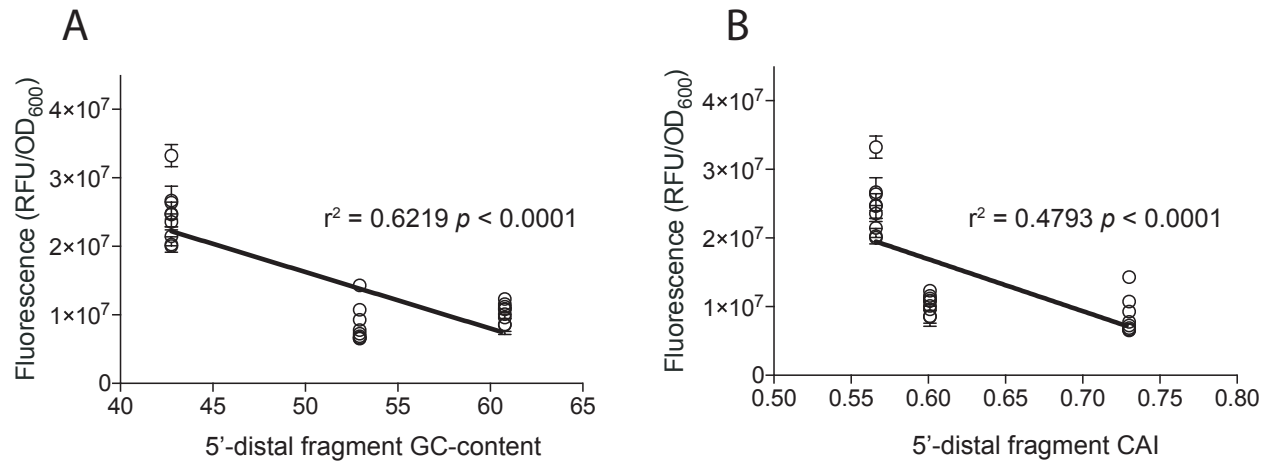 A
Fluorescence (RFU/OD600)
4×10⁷
3×10⁷
2×10⁷
1×10⁷
0
r² = 0.6219 p < 0.0001
40 45 50 55 60 65
5'-distal fragment GC-content
B
Fluorescence (RFU/OD600)
4×10⁷
3×10⁷
2×10⁷
1×10⁷
0
r² = 0.4793 p < 0.0001
0.50 0.55 0.60 0.65 0.70 0.75 0.80
5'-distal fragment CAI